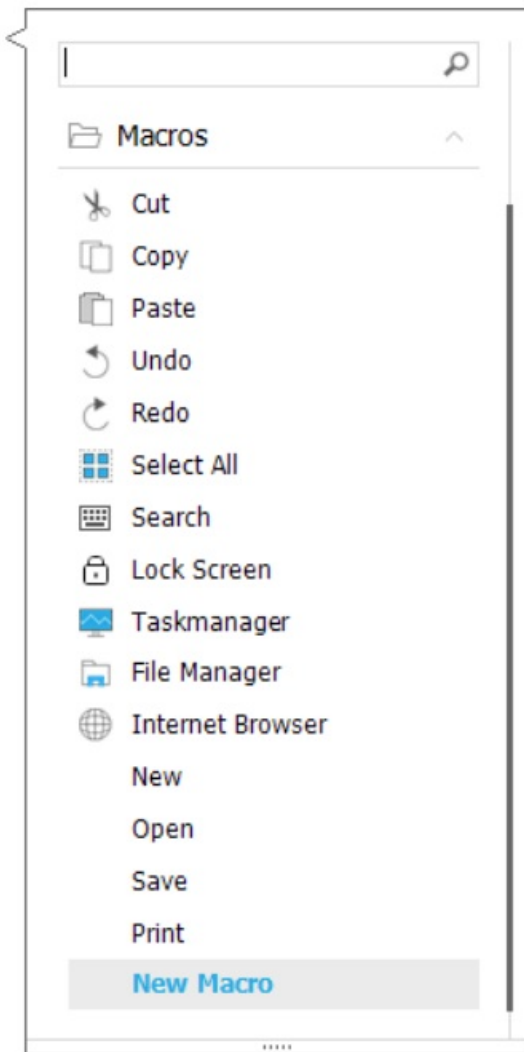 Macros
Cut
Copy
Paste
Undo
Redo
Select All
Search
Lock Screen
Taskmanager
File Manager
Internet Browser
New
Open
Save
Print
New Macro